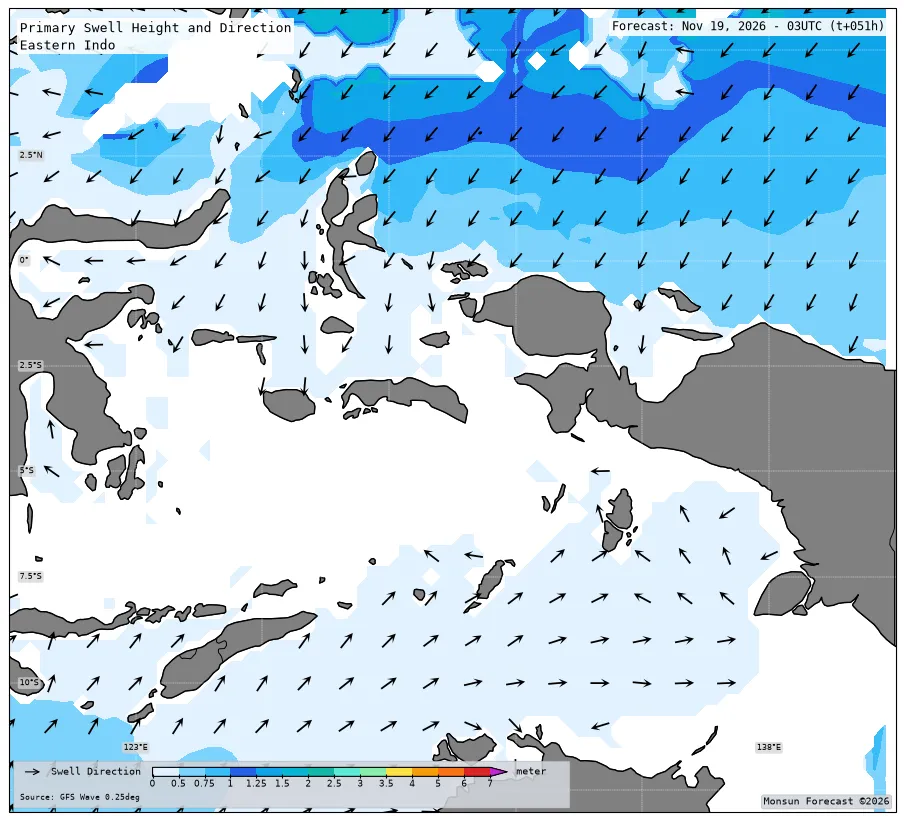 Primary Swell Height and Direction
Eastern Indo
Forecast: Nov 19, 2026 - 03UTC (t+051h)
2.5°N
0°
2.5°S
5°S
7.5°S
10°S
123°E
138°E
Swell Direction
0 0.5 0.75 1 1.25 1.5 2 2.5 3 3.5 4 5 6 7
meter
Source: GFS Wave 0.25deg
Monsun Forecast ©2026